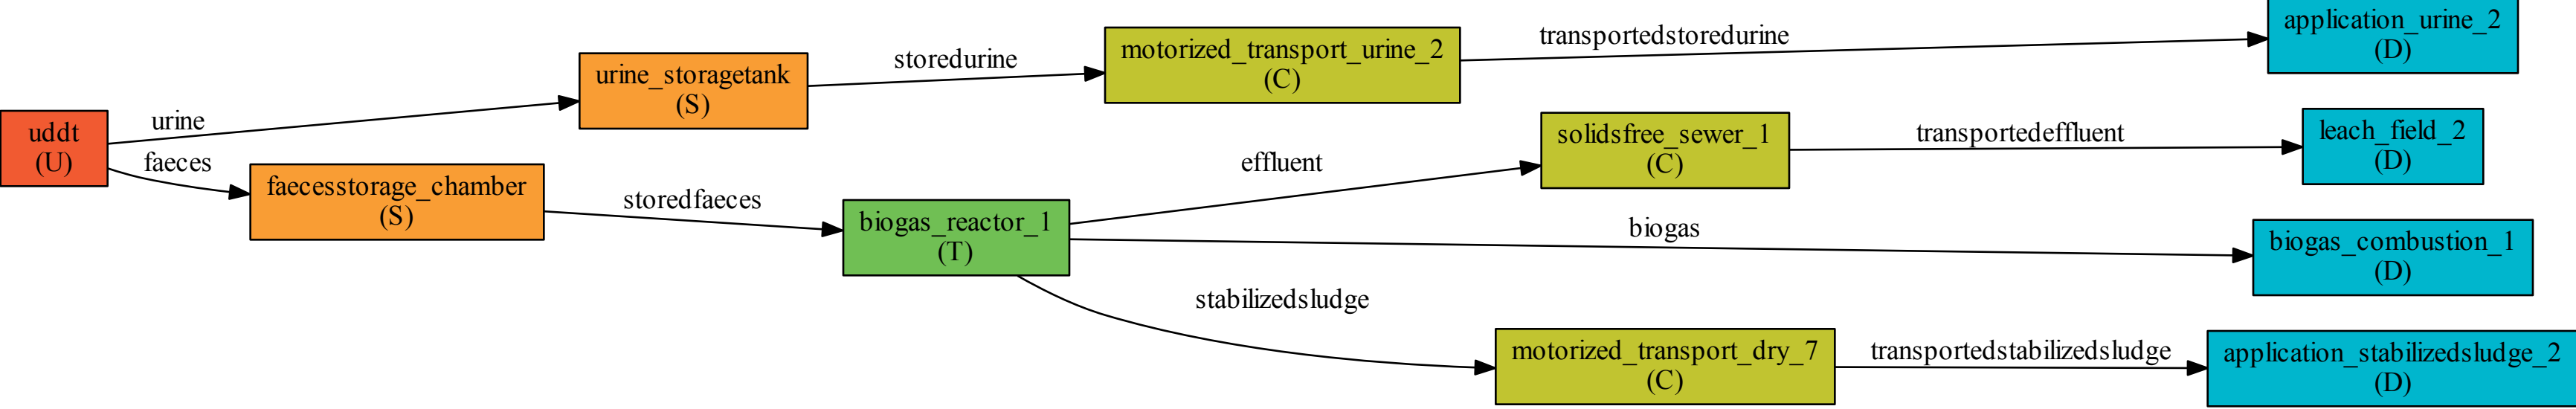 uddt
(U)
urine
faeces
urine_storagetank
(S)
faecesstorage_chamber
(S)
storedurine
storedfaeces
motorized_transport_urine_2
(C)
biogas_reactor_1
(T)
transportedstoredurine
effluent
biogas
stabilizedsludge
solidsfree_sewer_1
(C)
motorized_transport_dry_7
(C)
transportedeffluent
transportedstabilizedsludge
application_urine_2
(D)
leach_field_2
(D)
biogas_combustion_1
(D)
application_stabilizedsludge_2
(D)